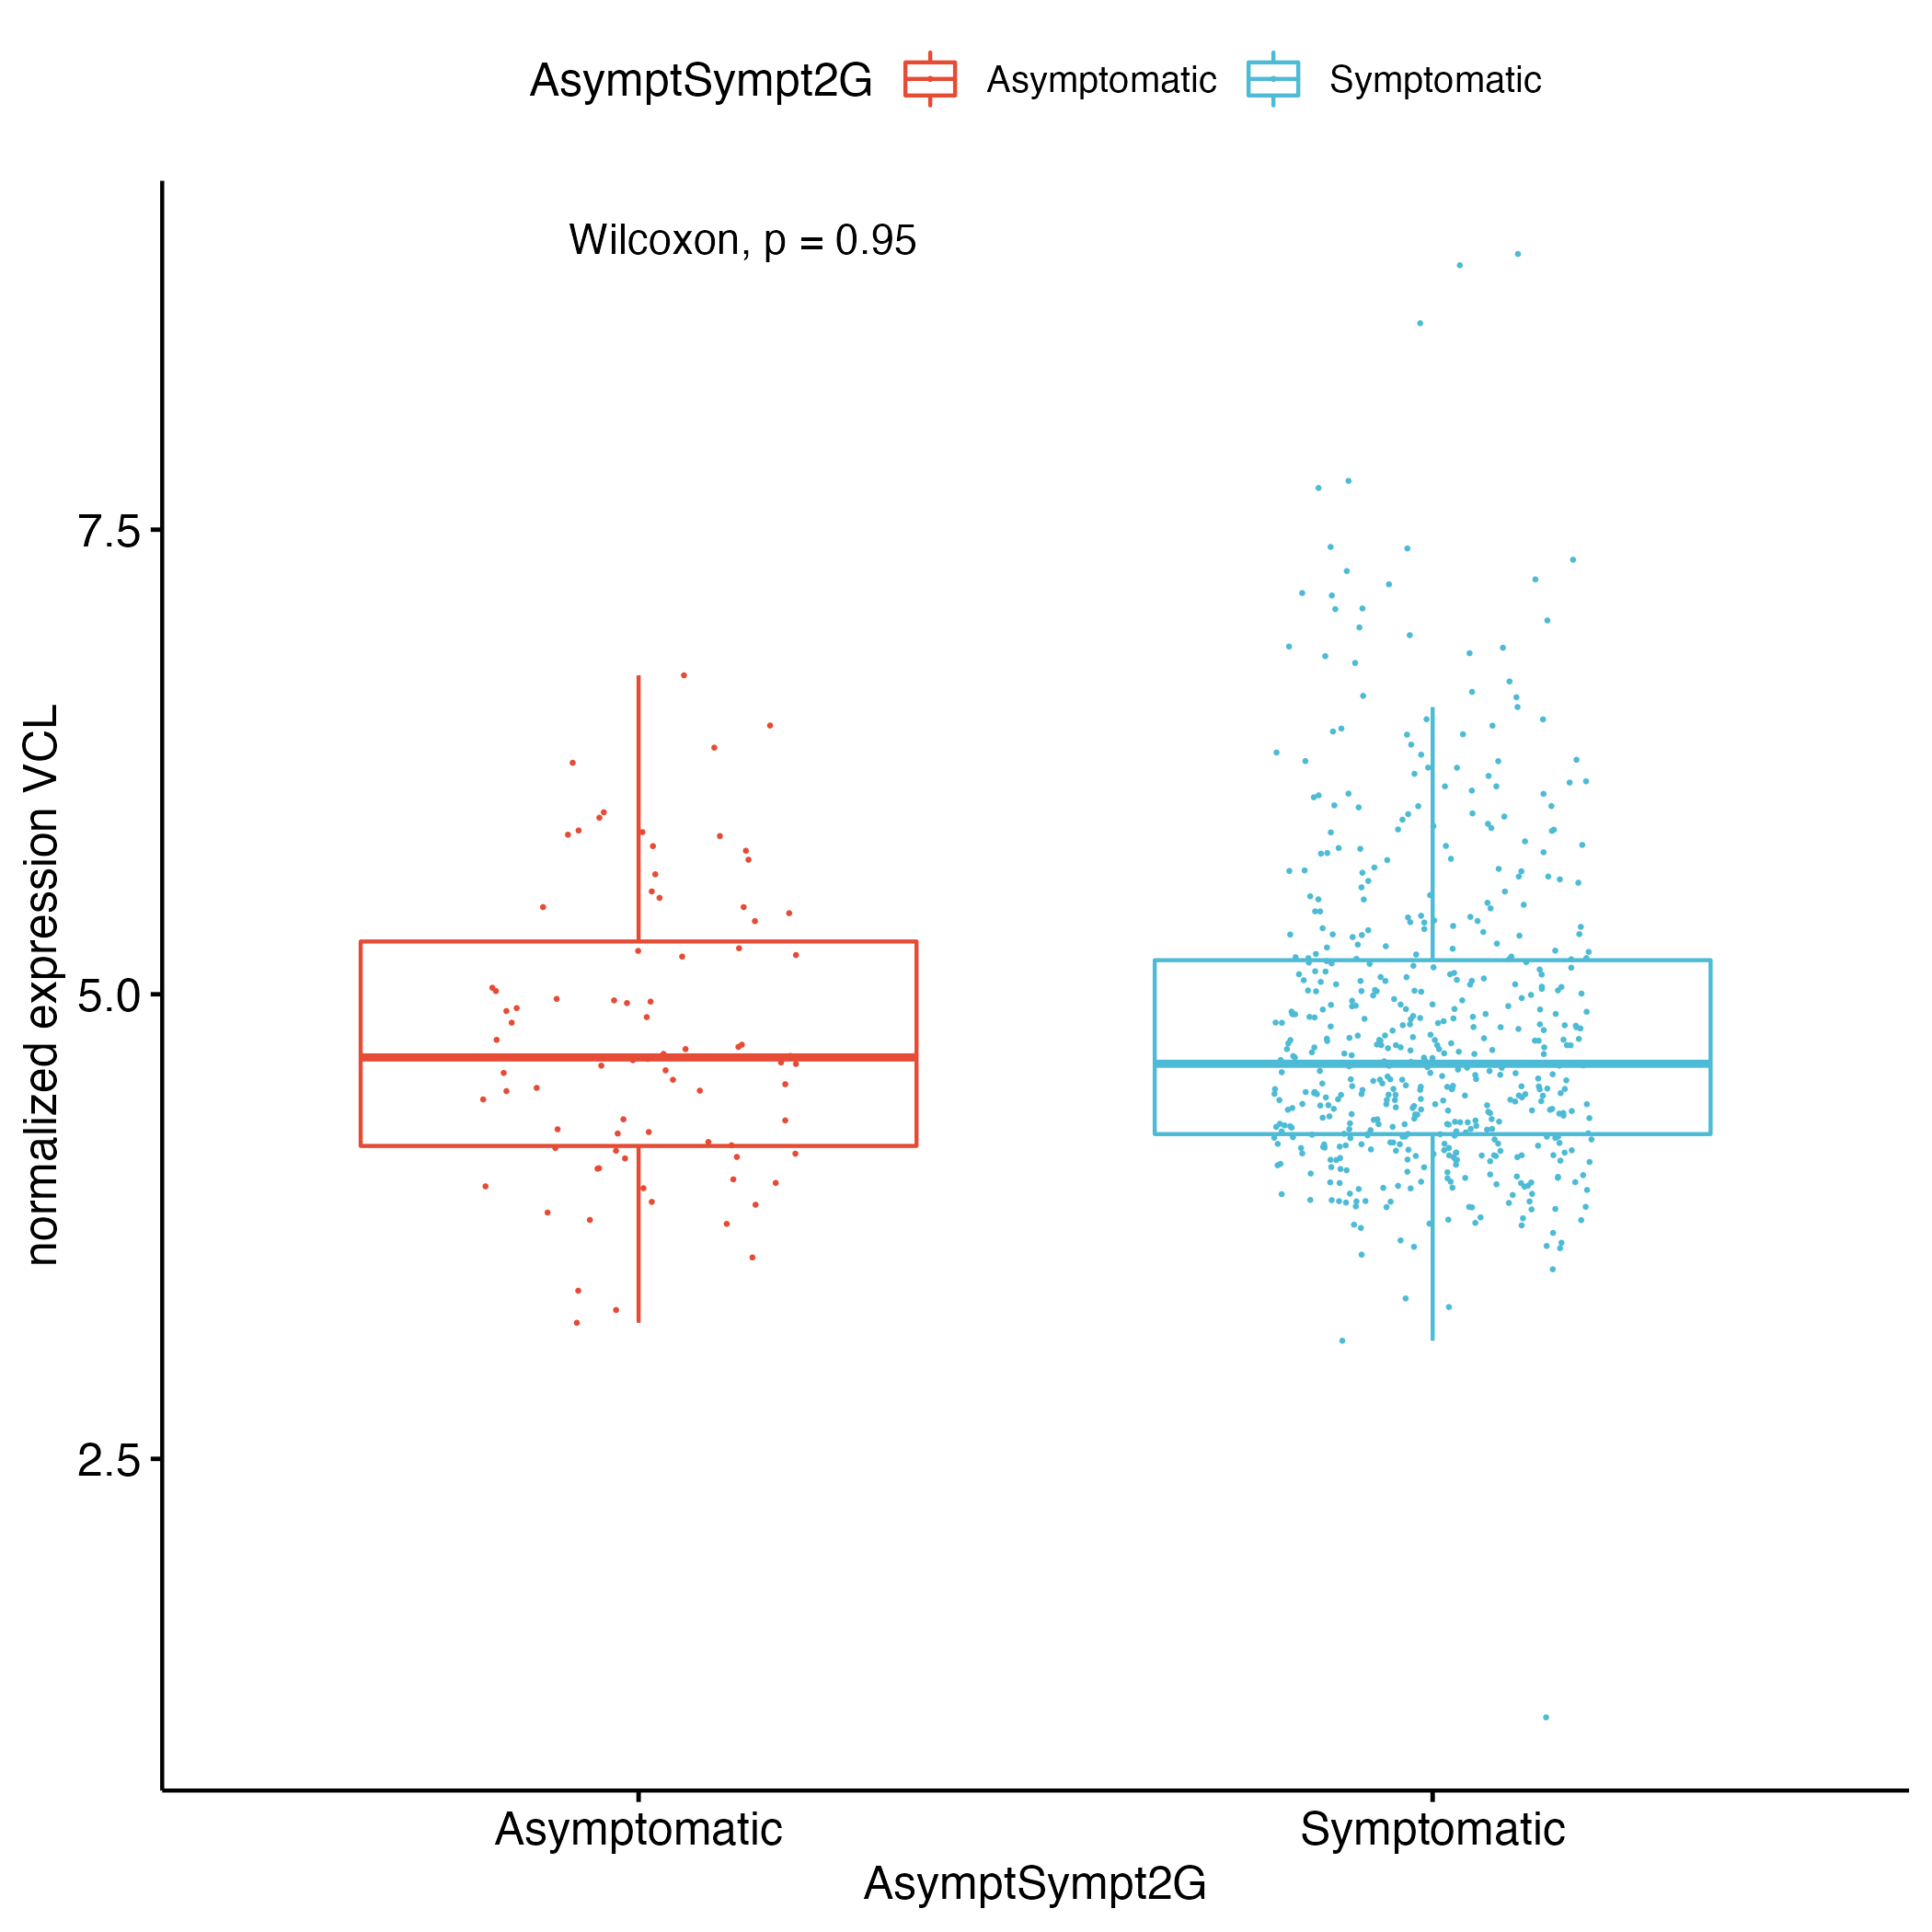 AsymptSympt2G Asymptomatic Symptomatic
Wilcoxon, p = 0.95
normalized expression VCL
7.5
5.0
2.5
Asymptomatic Symptomatic
AsymptSympt2G